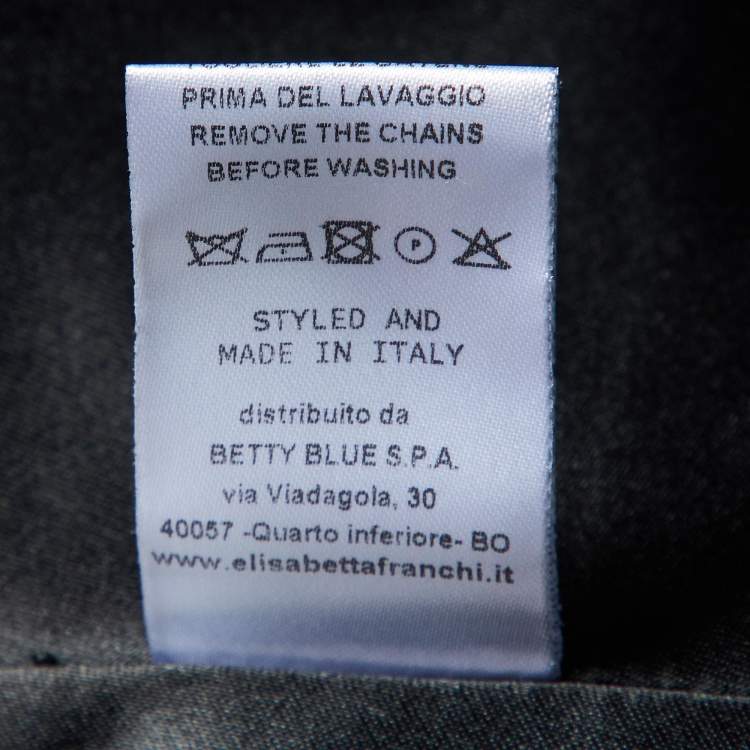 PRIMA DEL LAVAGGIO
REMOVE THE CHAINS
BEFORE WASHING
P
STYLED AND
MADE IN ITALY
distribuito da
BETTY BLUE S.P.A.
via Viadagola, 30
40057 -Quarto inferiore- BO
www.elisabettafranchi.it